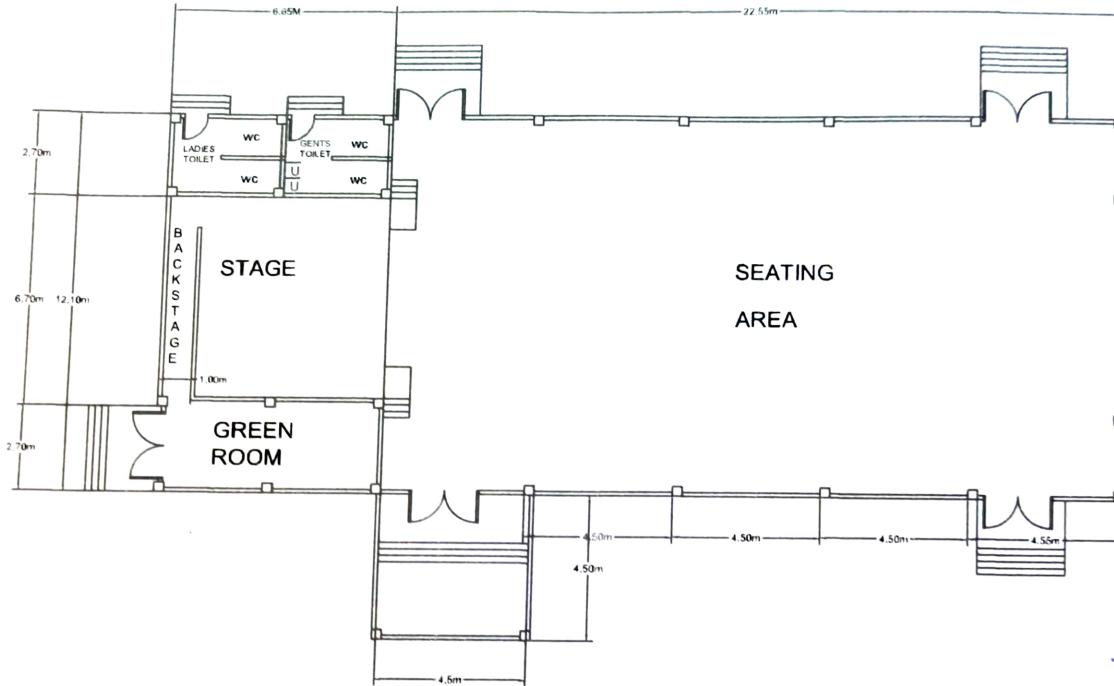 6.65M
22.55m
2.70m
6.70m
12.10m
2.70m
LADIES
TOILET
WC
WC
GENTS
TOILET
WC
WC
U
U
BACKSTAGE
STAGE
1.00m
GREEN
ROOM
SEATING
AREA
4.50m
4.50m
4.50m
4.55m
4.50m
4.5m